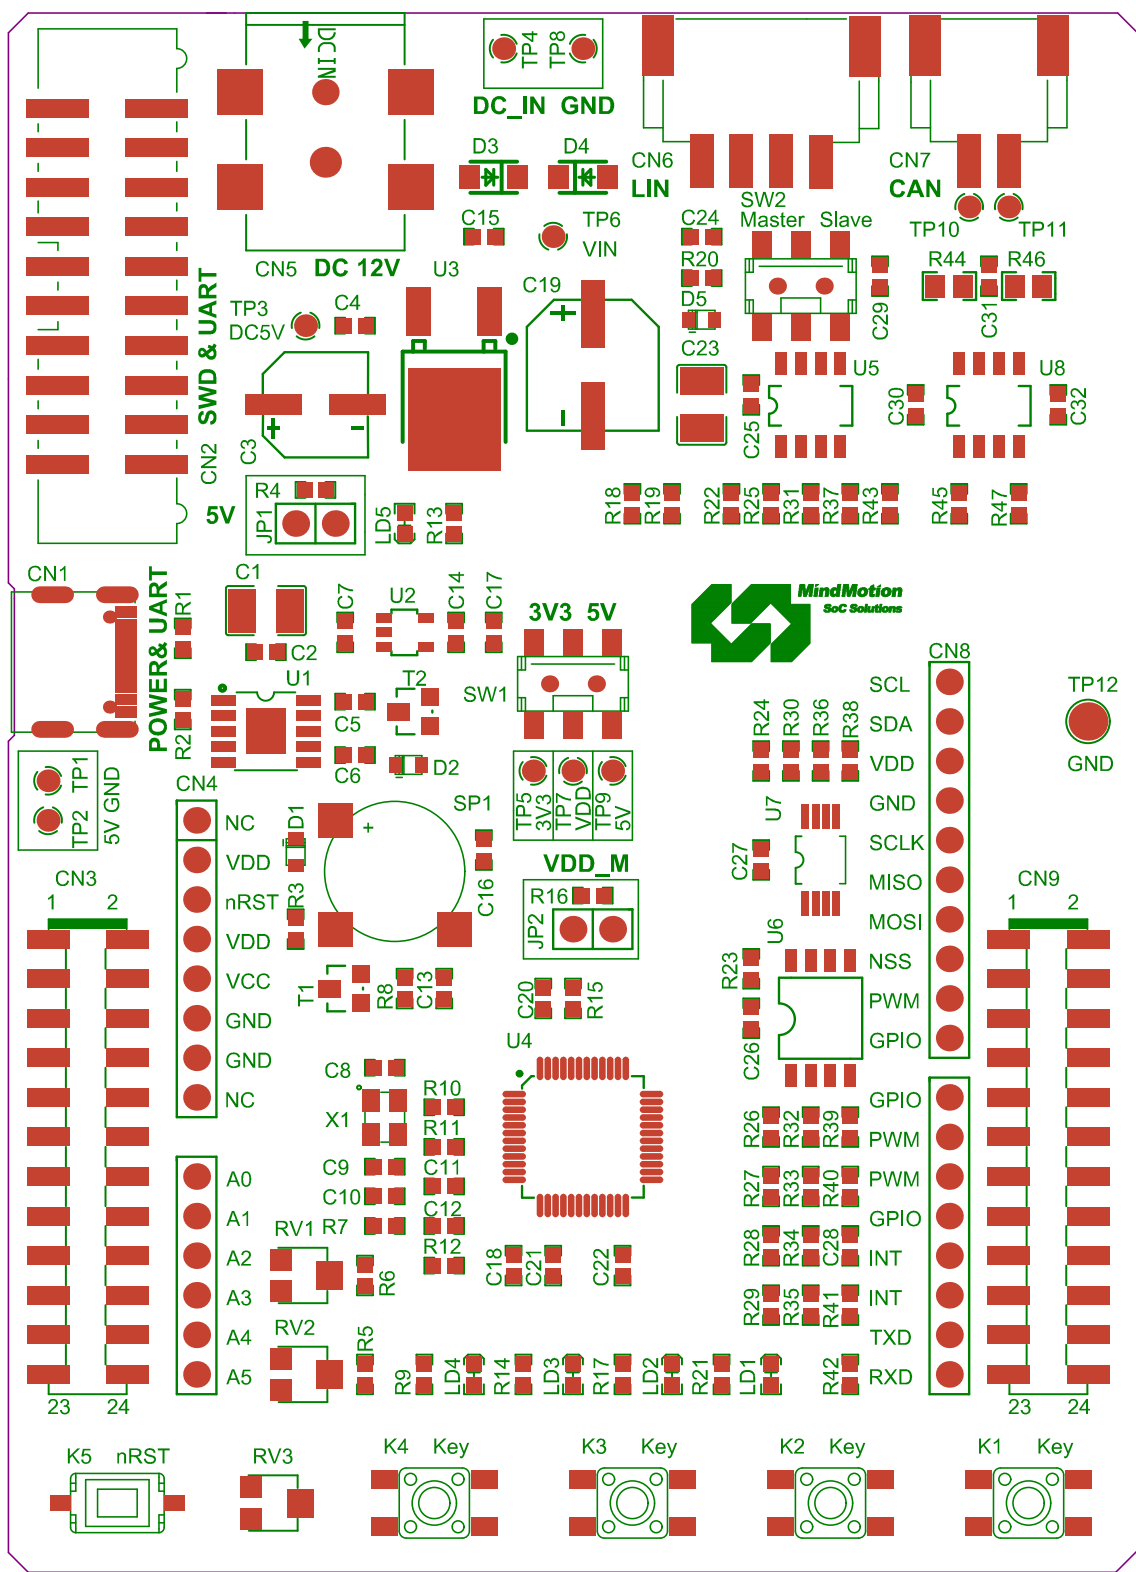 DCIN
TP4
TP8
DC_IN GND
D3
D4
CN6
LIN
CN7
CAN
SW2
Master
Slave
C15
TP6
VIN
C24
R20
D5
C23
TP10
TP11
R44
R46
C29
C31
CN5
DC 12V
U3
C19
TP3
DC5V
C4
SWD & UART
CN2
C3
U5
U8
C25
C30
C32
5V
R4
JP1
LD5
R13
R18
R19
R22
R25
R31
R37
R43
R45
R47
CN1
POWER& UART
R1
R2
C1
C2
U1
C7
U2
C14
C17
3V3 5V
SW1
MindMotion
SoC Solutions
C5
C6
T2
D2
TP5
3V3
TP7
VDD
TP9
5V
VDD_M
R24
R30
R36
R38
CN8
SCL
SDA
VDD
GND
SCLK
MISO
MOSI
NSS
PWM
GPIO
TP12
GND
TP1
TP2
5V GND
CN4
NC
VDD
nRST
VDD
VCC
GND
GND
NC
D1
R3
SP1
+
C16
R16
JP2
U7
C27
U6
R23
C26
CN3
1
2
CN9
1
2
T1
R8
C13
C20
R15
U4
C8
X1
C9
C10
R7
R10
R11
C11
C12
R12
R26
R32
R39
R27
R33
R40
R28
R34
C28
R29
R35
R41
GPIO
PWM
PWM
GPIO
INT
INT
TXD
RXD
A0
A1
A2
A3
A4
A5
RV1
RV2
R6
R5
C18
C21
C22
R9
LD4
R14
LD3
R17
LD2
R21
LD1
R42
23
24
23
24
K5
nRST
RV3
K4
Key
K3
Key
K2
Key
K1
Key